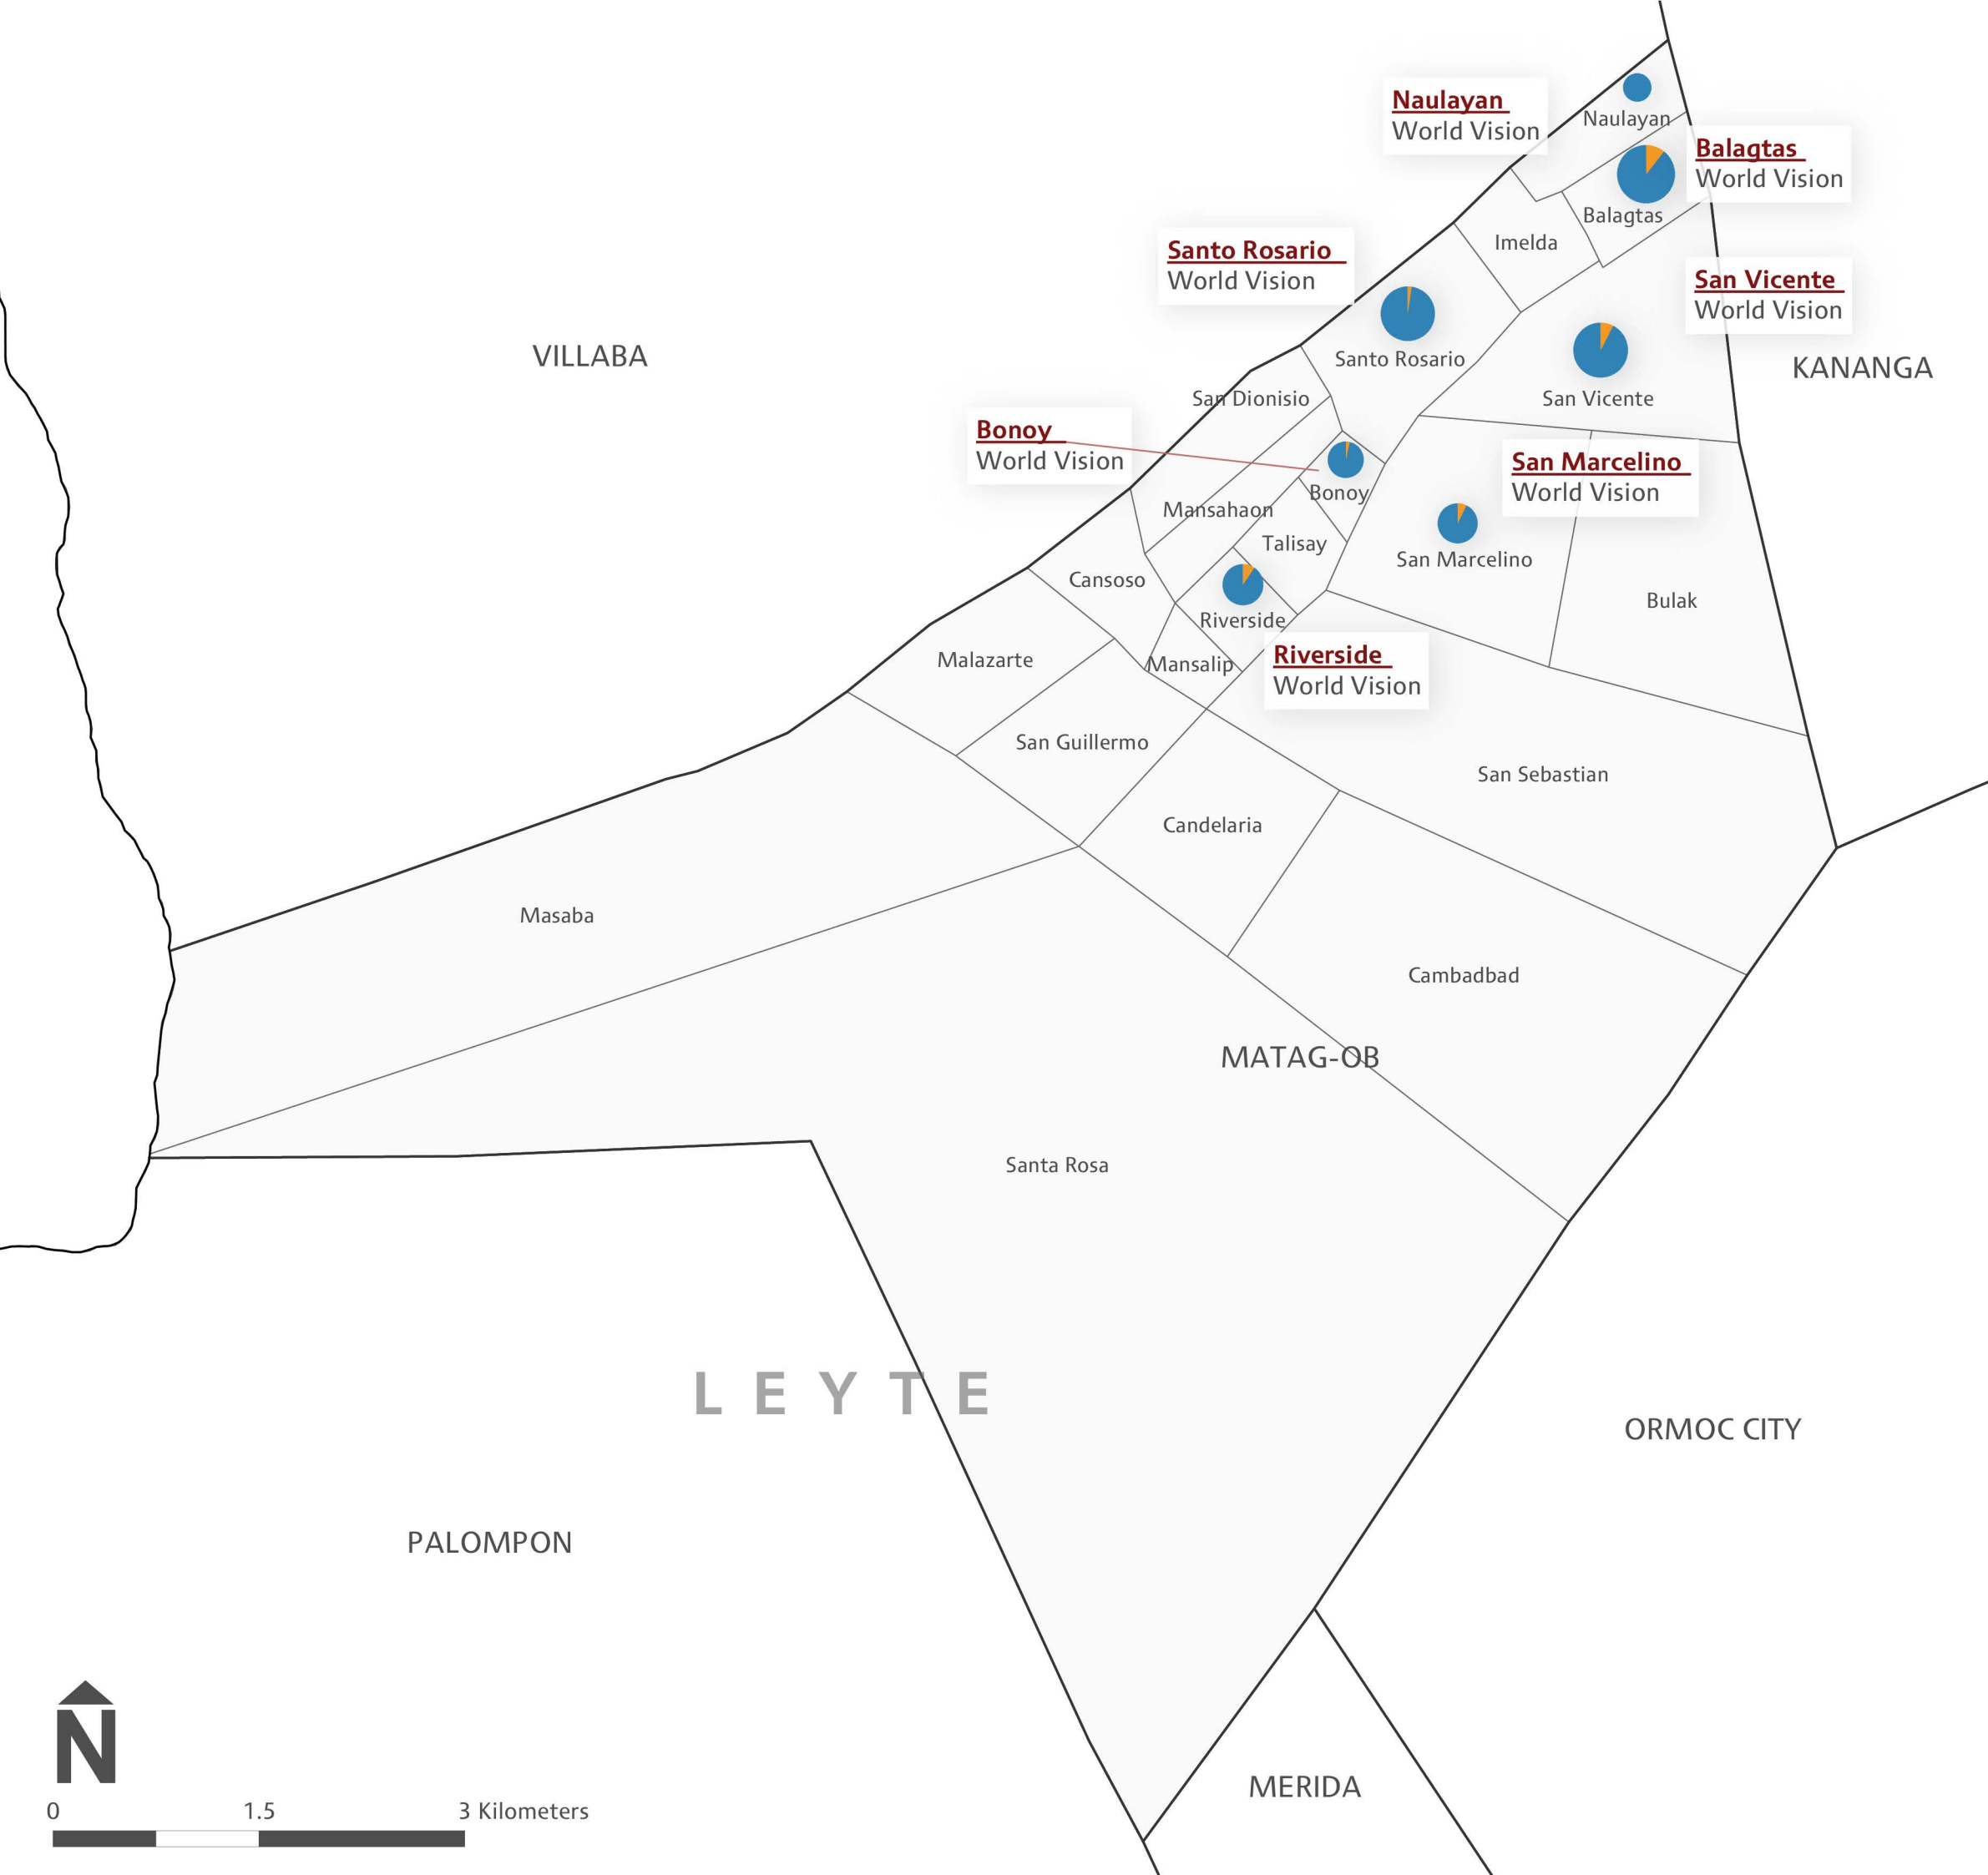 Naulayan
World Vision
Naulayan
Balagtas
World Vision
Balagtas
Imelda
Santo Rosario
World Vision
San Vicente
World Vision
VILLABA
Santo Rosario
KANANGA
San Dionisio
San Vicente
Bonoy
World Vision
San Marcelino
World Vision
Bonoy
Mansahaon
Talisay
San Marcelino
Cansoso
Bulak
Riverside
Riverside
World Vision
Malazarte
Mansalip
San Guillermo
San Sebastian
Candelaria
Masaba
Cambadbad
MATAG-OB
Santa Rosa
LEYTE
ORMOC CITY
PALOMPON
N
MERIDA
0 1.5 3 Kilometers